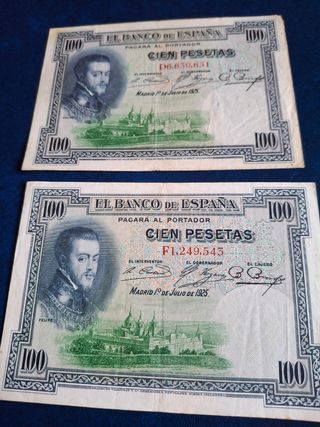 100 EL BANCO DE ESPAÑA 100
PAGARÁ AL PORTADOR
CIEN PESETAS
D6,630,631
EL INTERVENTOR EL GOBERNADOR EL CAJERO
MADRID 1º DE JULIO DE 1925.
100 100
100 EL BANCO DE ESPAÑA 100
PAGARÁ AL PORTADOR
CIEN PESETAS
F1,249,543
EL INTERVENTOR EL GOBERNADOR EL CAJERO
MADRID 1º DE JULIO DE 1925.
FELIPE
100 100